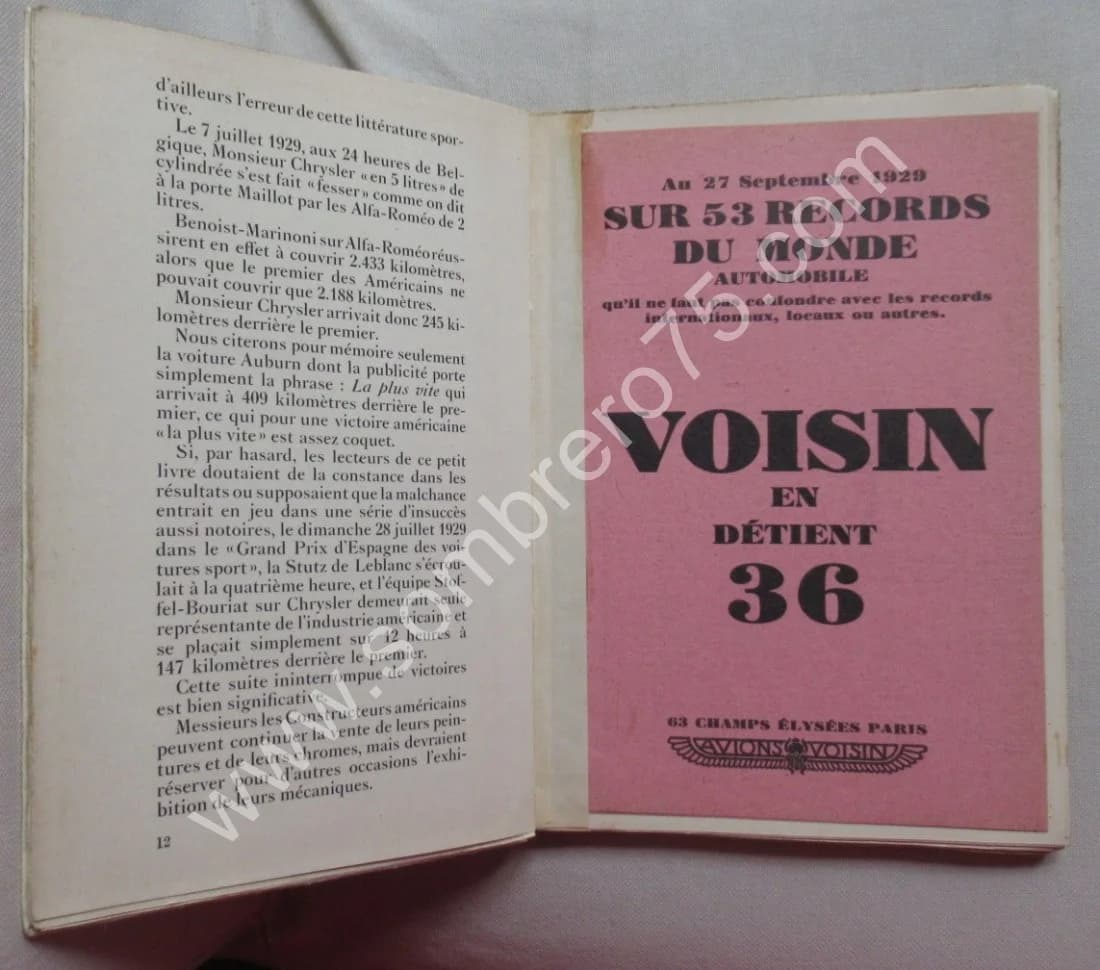 d'ailleurs l'erreur de cette littérature spor-
tive.
Le 7 juillet 1929, aux 24 heures de Bel-
gique, Monsieur Chrysler «en 5 litres» de
cylindrée s'est fait «fesser» comme on dit
à la porte Maillot par les Alfa-Roméo de 2
litres.
Benoist-Marinoni sur Alfa-Roméo réus-
sirent en effet à couvrir 2.433 kilomètres,
alors que le premier des Américains ne
pouvait couvrir que 2.188 kilomètres.
Monsieur Chrysler arrivait donc 245 ki-
lomètres derrière le premier.
Nous citerons pour mémoire seulement
la voiture Auburn dont la publicité porte
simplement la phrase : La plus vite qui
arrivait à 409 kilomètres derrière le pre-
mier, ce qui pour une victoire américaine
«la plus vite» est assez coquet.
Si, par hasard, les lecteurs de ce petit
livre doutaient de la constance dans les
résultats ou supposaient que la malchance
entrait en jeu dans une série d'insuccès
aussi notoires, le dimanche 28 juillet 1929
dans le «Grand Prix d'Espagne des voi-
tures sport», la Stutz de Leblanc s'écrou-
lait à la quatrième heure, et l'équipe Stof-
fel-Bouriat sur Chrysler demeurait seule
représentante de l'industrie américaine et
se plaçait simplement sur 12 heures à
147 kilomètres derrière le premier.
Cette suite ininterrompue de victoires
est bien significative.
Messieurs les Constructeurs américains
peuvent continuer la vente de leurs pein-
tures et de leurs chromes, mais devraient
réserver pour d'autres occasions l'exhi-
bition de leurs mécaniques.
12
Au 27 Septembre 1929
SUR 53 RECORDS
DU MONDE
AUTOMOBILE
qu'il ne faut pas confondre avec les records
internationaux, locaux ou autres.
VOISIN
EN
DÉTIENT
36
63 CHAMPS ÉLYSÉES PARIS
AVIONS VOISIN
www.sombrero75.com